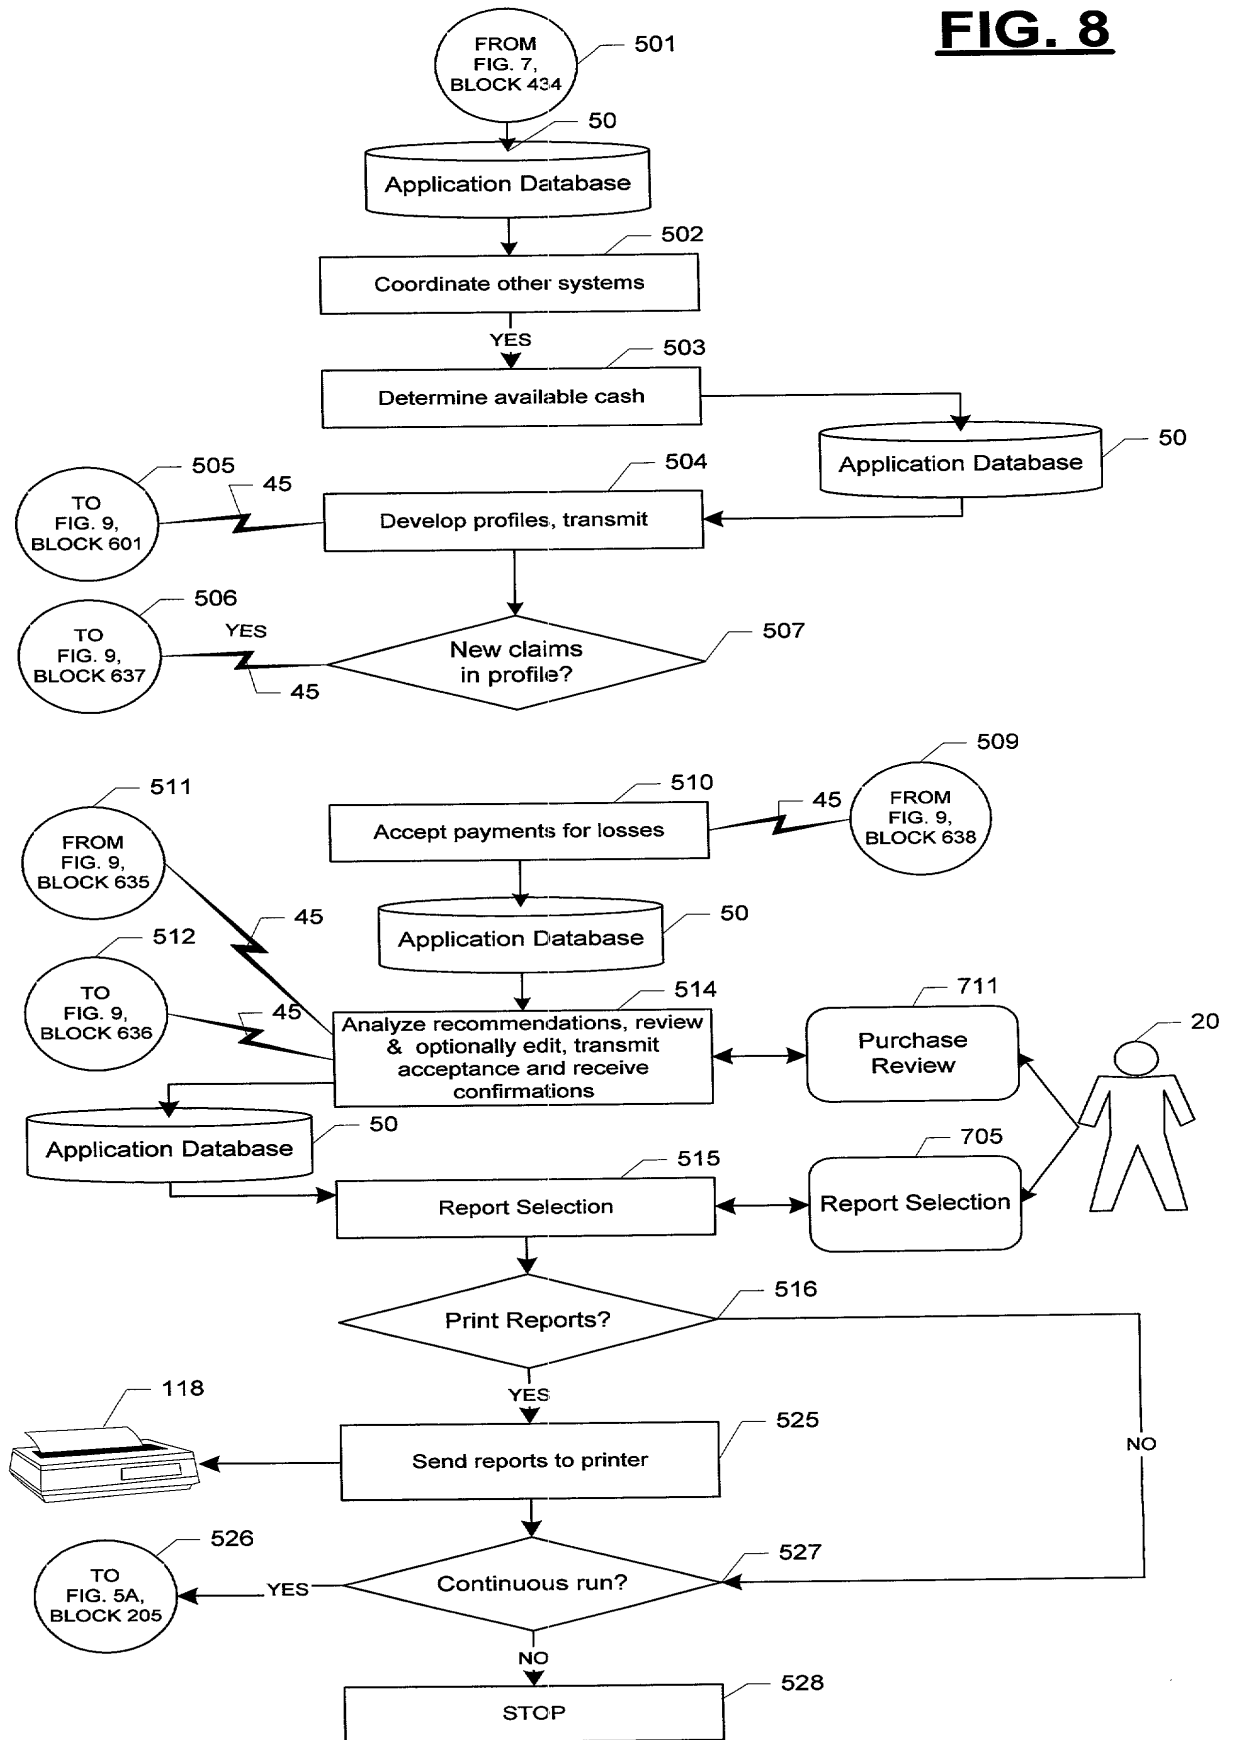 FIG. 8
FROM
FIG. 7,
BLOCK 434
501
50
Application Database
502
Coordinate other systems
YES
503
Determine available cash
50
Application Database
505
45
504
TO
FIG. 9,
BLOCK 601
Develop profiles, transmit
506
YES
TO
FIG. 9,
BLOCK 637
45
507
New claims
in profile?
509
511
510
45
FROM
FIG. 9,
BLOCK 638
Accept payments for losses
FROM
FIG. 9,
BLOCK 635
45
50
Application Database
512
TO
FIG. 9,
BLOCK 636
45
514
Analyze recommendations, review
& optionally edit, transmit
acceptance and receive
confirmations
711
Purchase
Review
20
50
Application Database
515
Report Selection
705
Report Selection
516
Print Reports?
YES
NO
118
525
Send reports to printer
526
TO
FIG. 5A,
BLOCK 205
YES
527
Continuous run?
NO
528
STOP